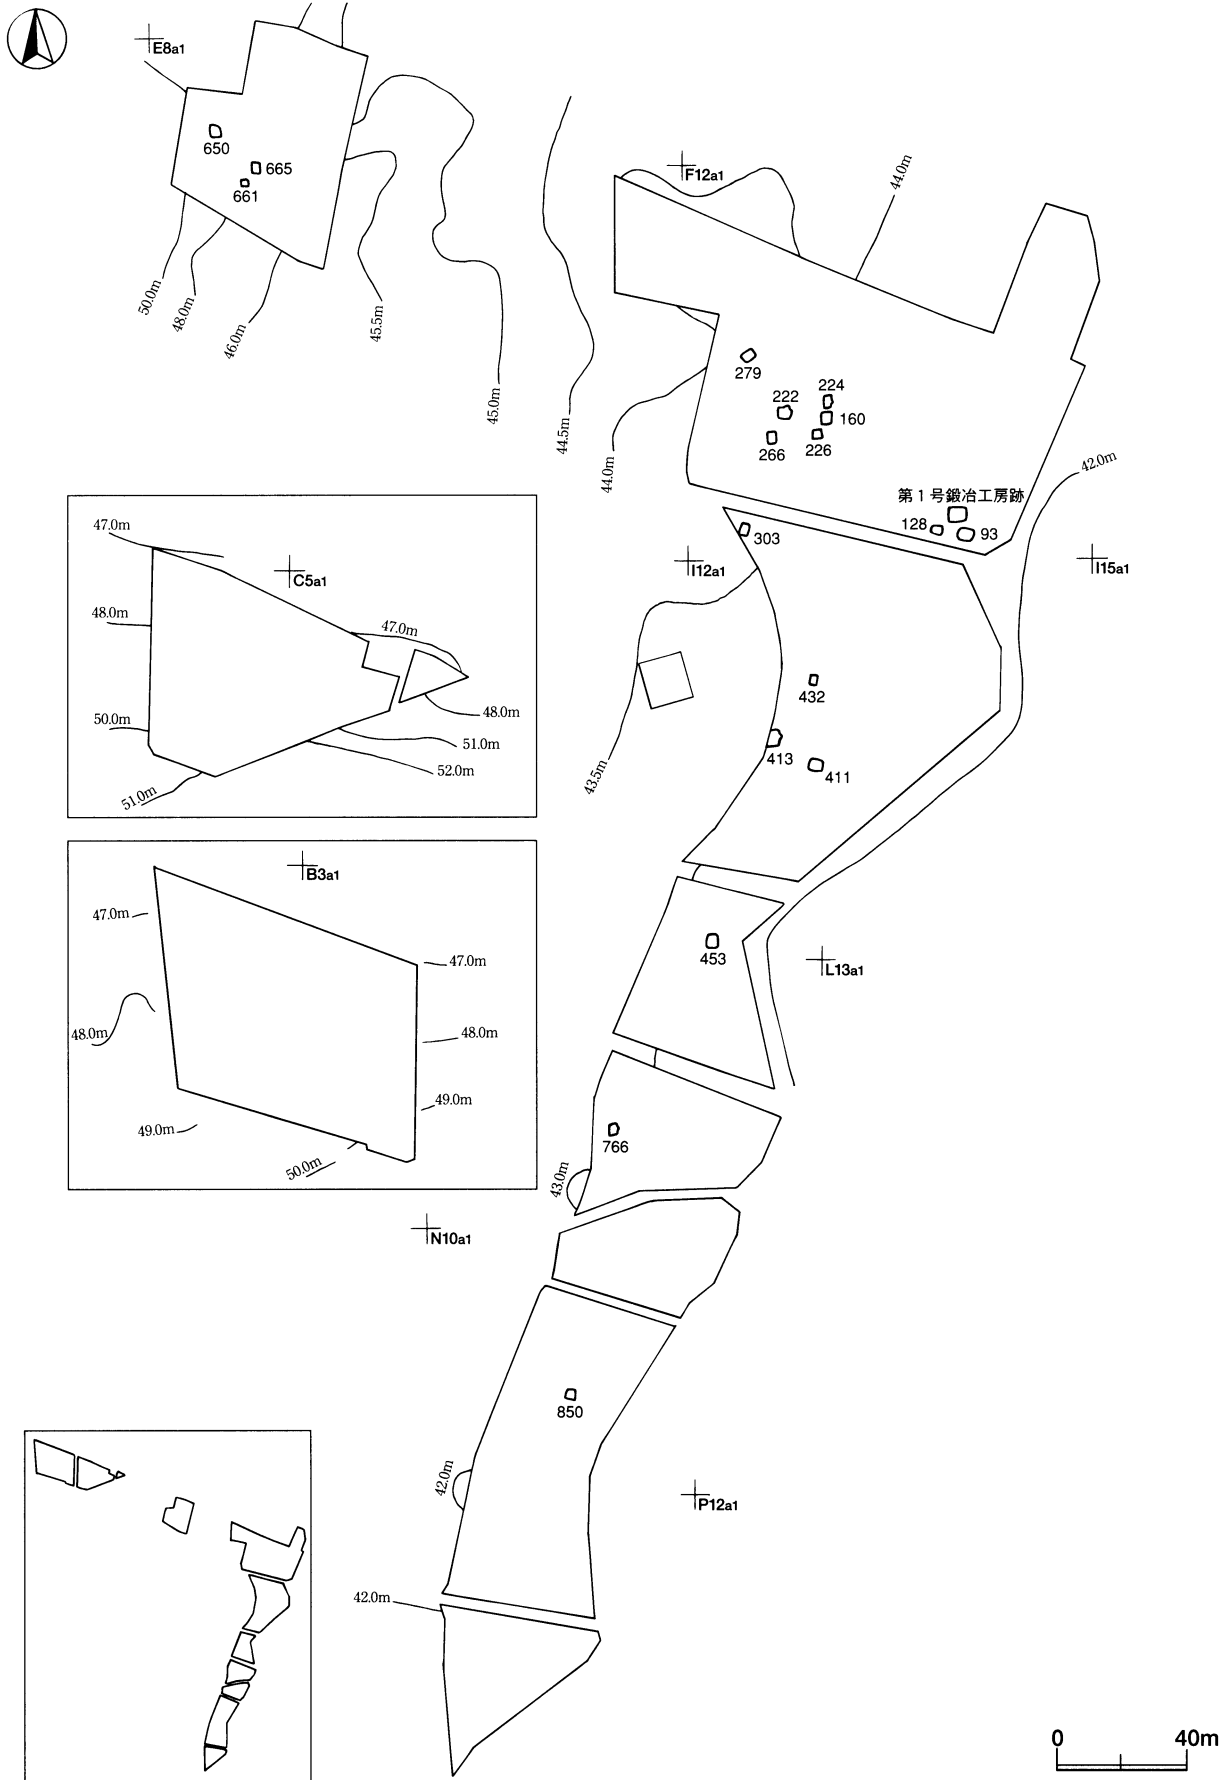 E8a1
650
665
661
50.0m
48.0m
46.0m
45.5m
45.0m
44.5m
44.0m
F12a1
44.0m
279
222
224
160
266
226
42.0m
第1号鍛冶工房跡
128
93
303
I12a1
I15a1
47.0m
C5a1
48.0m
47.0m
50.0m
48.0m
51.0m
52.0m
51.0m
432
413
411
43.5m
B3a1
47.0m
47.0m
48.0m
48.0m
49.0m
49.0m
50.0m
453
L13a1
766
43.0m
N10a1
850
42.0m
P12a1
42.0m
0 40m